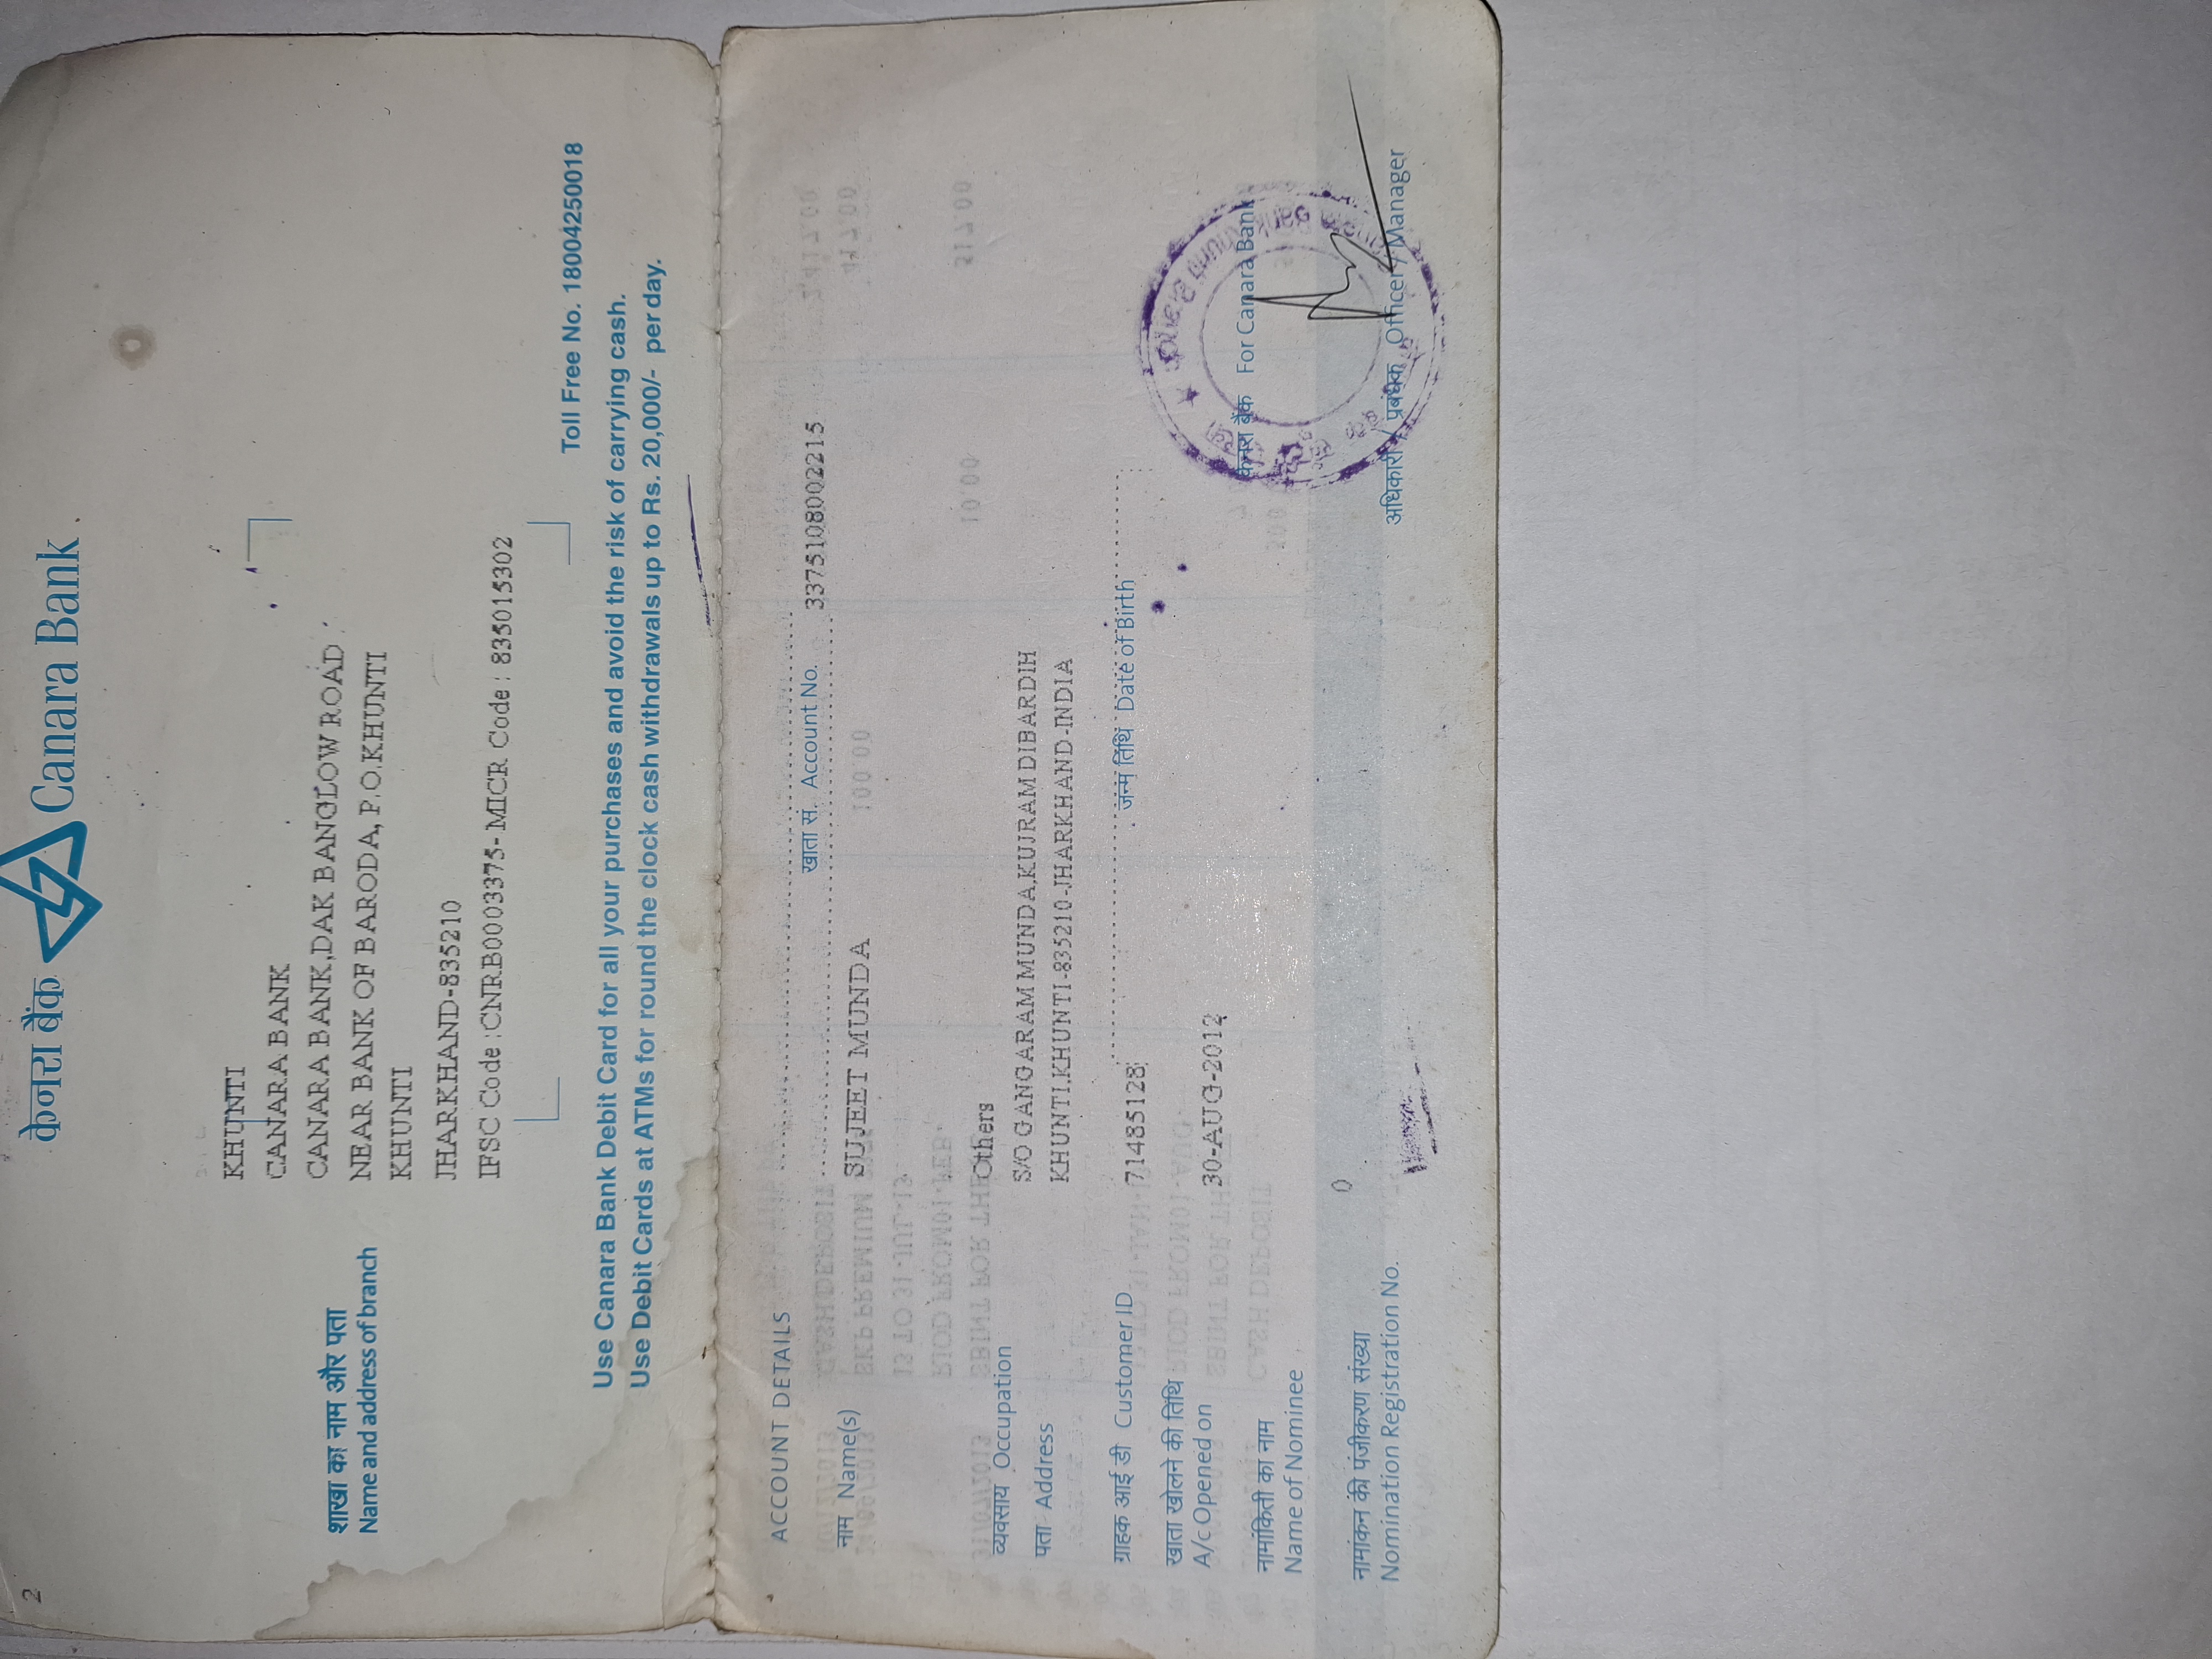 2
केनरा बैंक Canara Bank
शाखा का नाम और पता
Name and address of branch
KHUNTI
CANARA BANK
CANARA BANK,DAK BANGLOW ROAD
NEAR BANK OF BARODA, P.O.KHUNTI
KHUNTI
JHARKHAND-835210
IFSC Code :CNRB0003375- MICR Code : 835015302
Toll Free No. 18004250018
Use Canara Bank Debit Card for all your purchases and avoid the risk of carrying cash.
Use Debit Cards at ATMs for round the clock cash withdrawals up to Rs. 20,000/- per day.
ACCOUNT DETAILS
खाता सं. Account No. 3375108002215
नाम Name(s) SUJEET MUNDA
व्यवसाय Occupation Others
पता Address S/O GANGARAM MUNDA,KUJRAM DIBARDIH
KHUNTI.KHUNTI-835210-JHARKHAND-INDIA
ग्राहक आई डी Customer ID 71485128 जन्म तिथि Date of Birth
खाता खोलने की तिथि
A/c Opened on 30-AUG-2012
नामांकिती का नाम
Name of Nominee
केनरा बैंक For Canara Bank
नामांकन की पंजीकरण संख्या 0
Nomination Registration No.
अधिकारी / प्रबंधक Officer / Manager